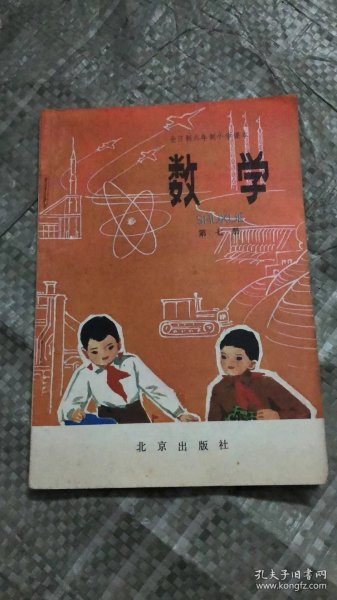 全日制六年制小学课本
数学
SHUXUE
第七册
北京出版社
孔夫子旧书网
www.kongfz.com